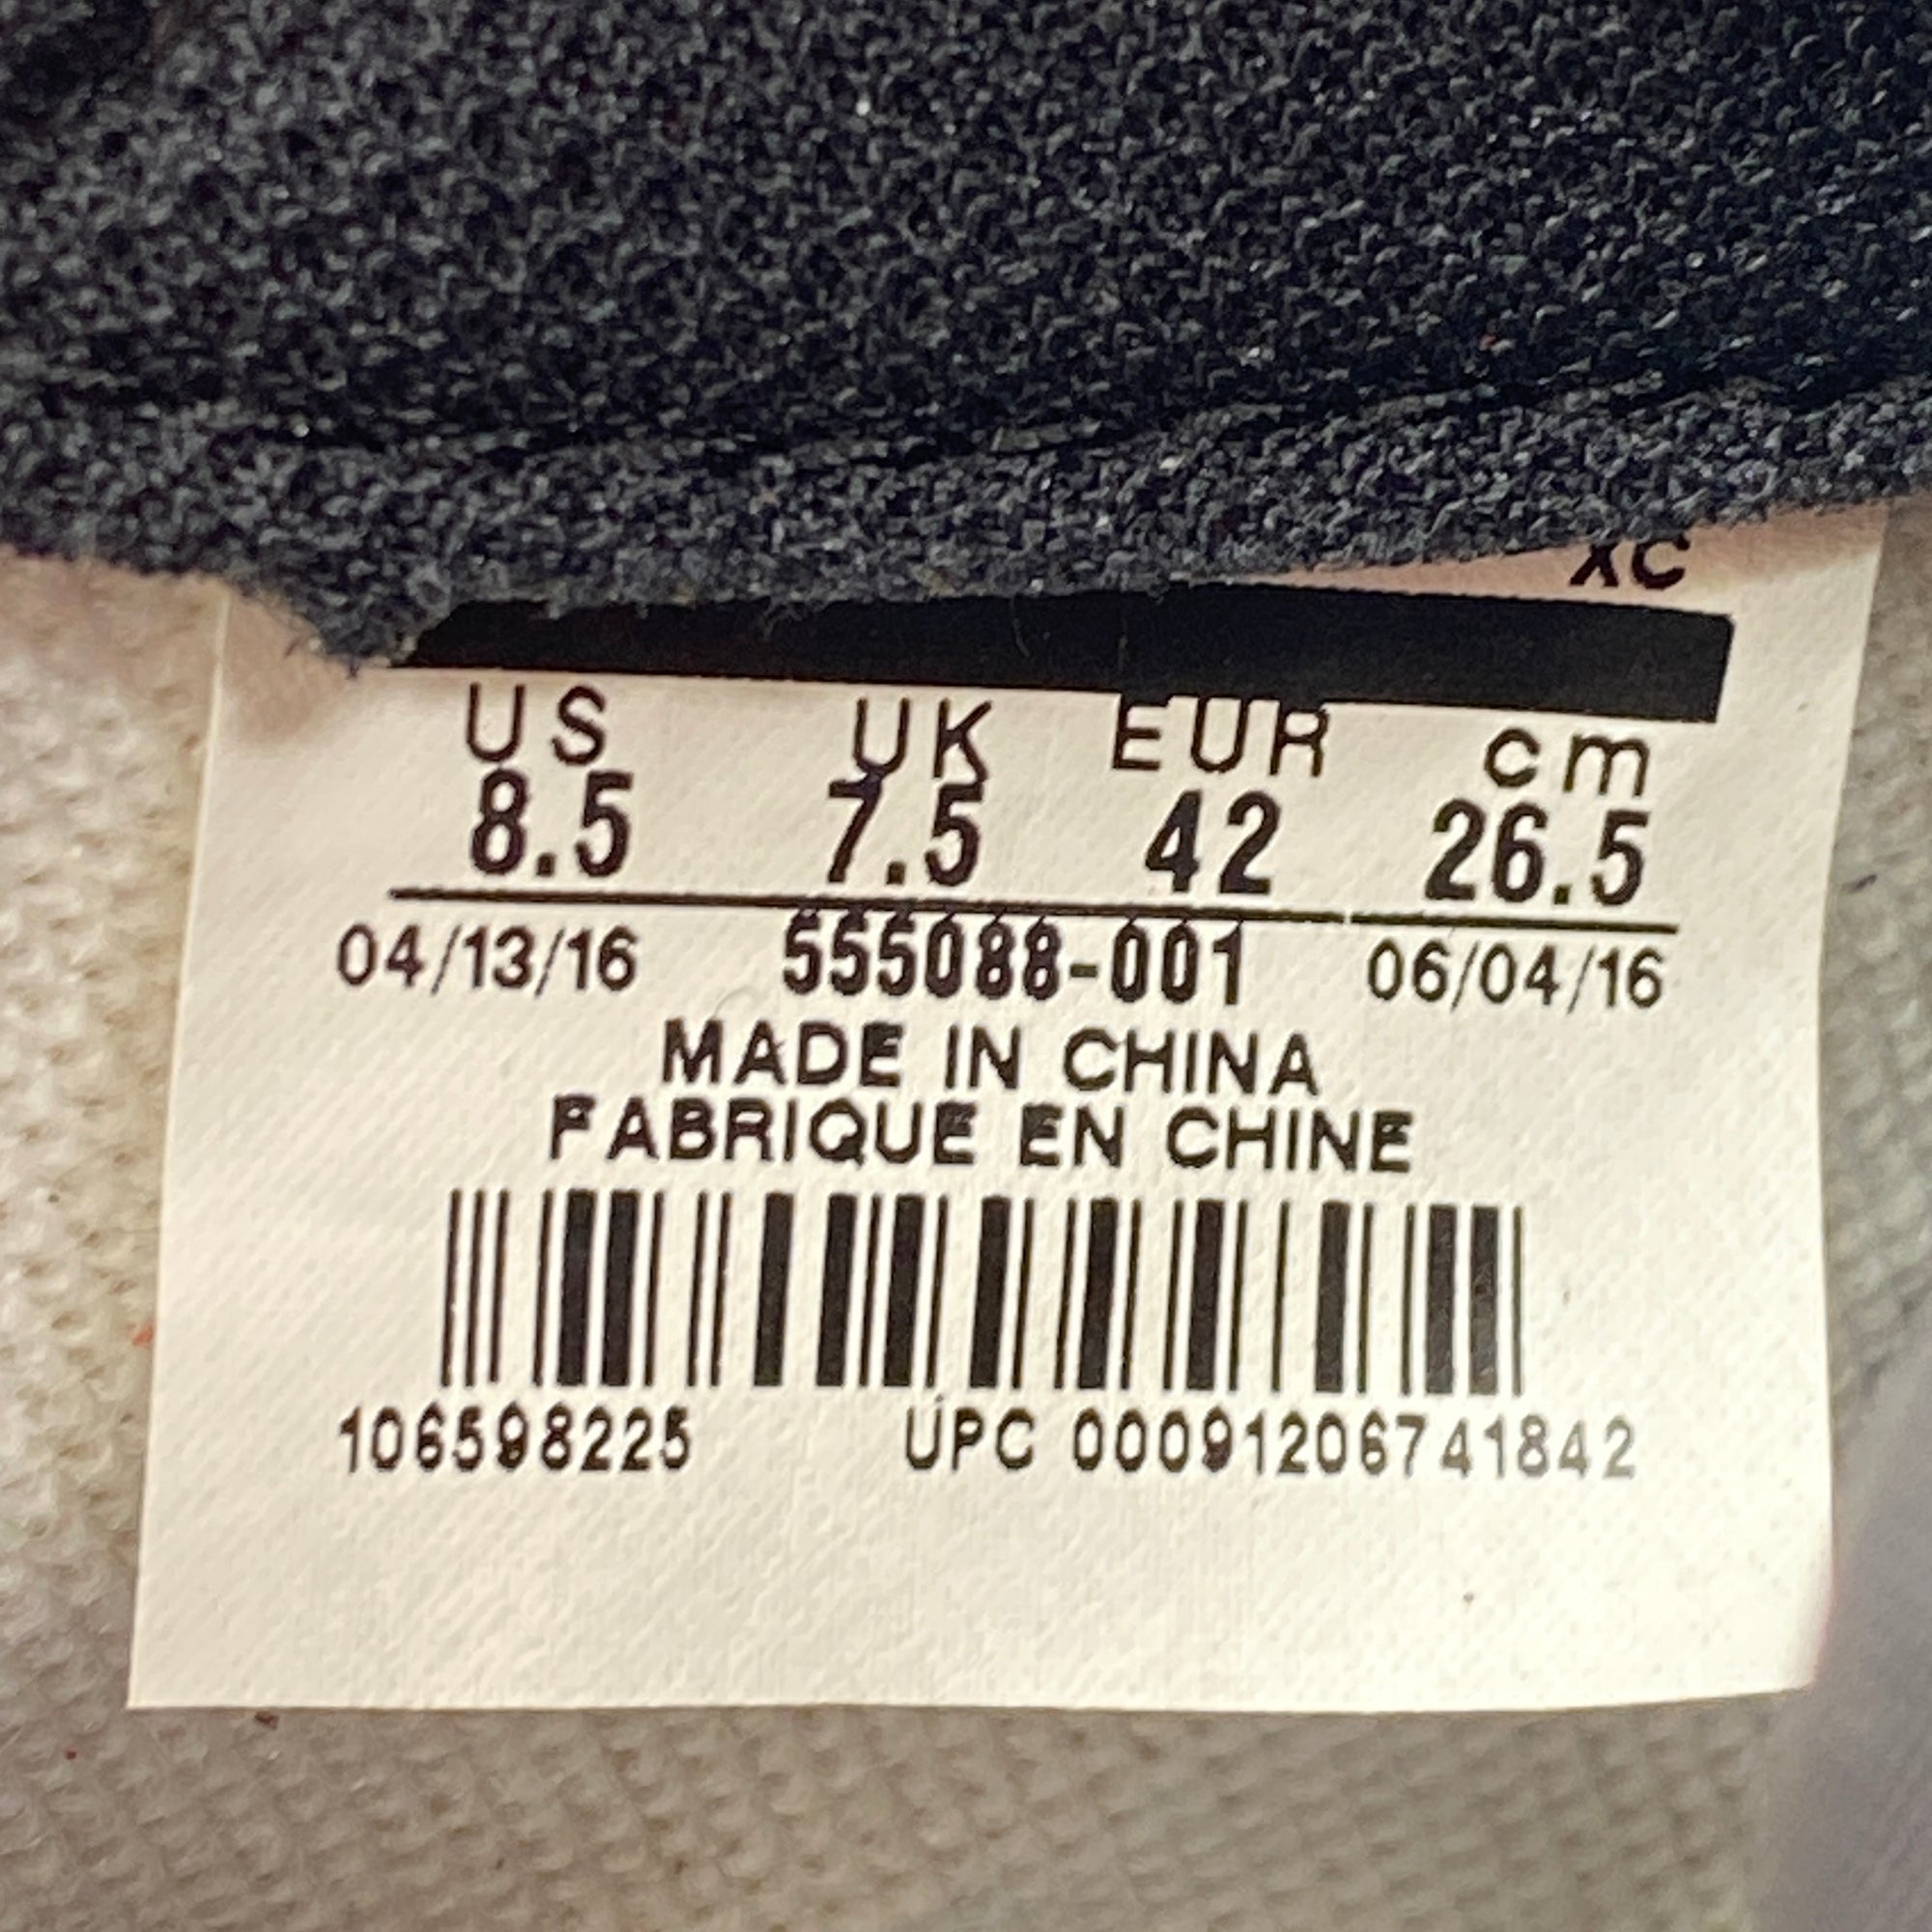 XC
US UK EUR cm
8.5 7.5 42 26.5
04/13/16 555088-001 06/04/16
MADE IN CHINA
FABRIQUE EN CHINE
106598225 UPC 00091206741842